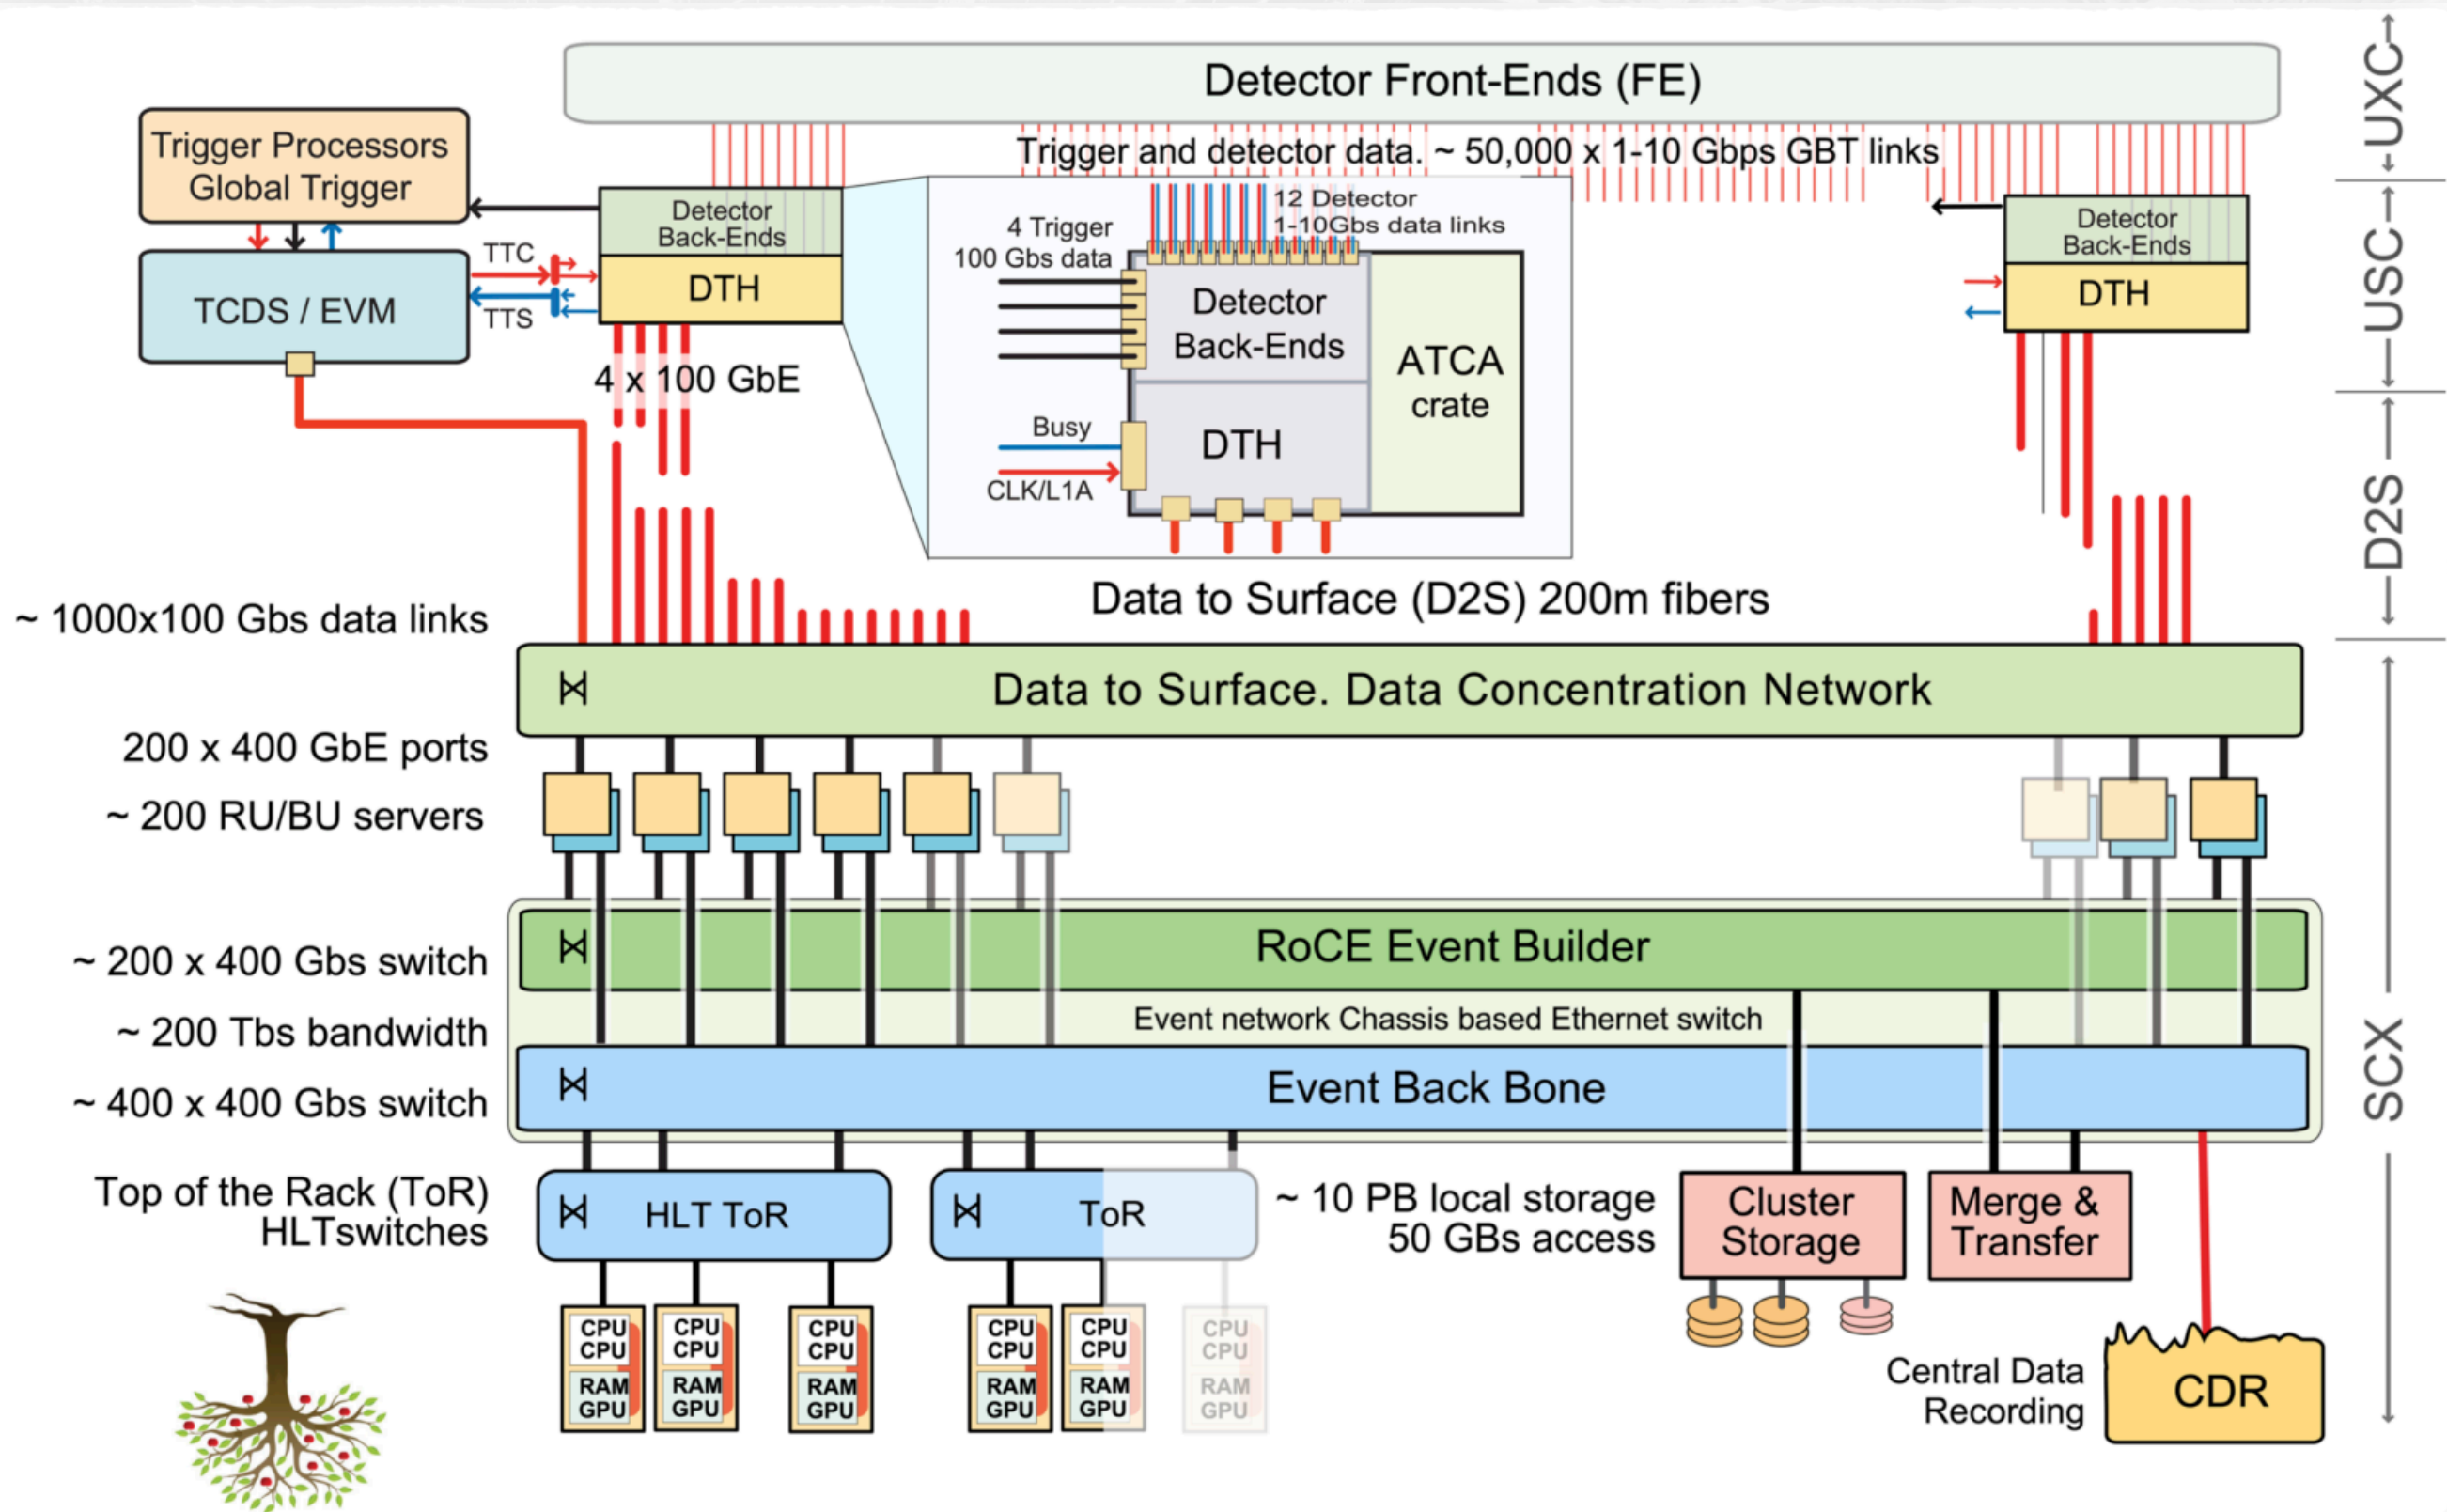 Detector Front-Ends (FE)
Trigger and detector data. ~ 50,000 x 1-10 Gbps GBT links
UXC
Trigger Processors
Global Trigger
TCDS / EVM
TTC
TTS
Detector
Back-Ends
DTH
4 x 100 GbE
12 Detector
1-10Gbs data links
4 Trigger
100 Gbs data
Detector
Back-Ends
ATCA
crate
Busy
DTH
CLK/L1A
Detector
Back-Ends
DTH
USC
D2S
~ 1000x100 Gbs data links
Data to Surface (D2S) 200m fibers
Data to Surface. Data Concentration Network
200 x 400 GbE ports
~ 200 RU/BU servers
~ 200 x 400 Gbs switch
RoCE Event Builder
~ 200 Tbs bandwidth
Event network Chassis based Ethernet switch
~ 400 x 400 Gbs switch
Event Back Bone
SCX
Top of the Rack (ToR)
HLTswitches
HLT ToR
ToR
~ 10 PB local storage
50 GBs access
Cluster
Storage
Merge &
Transfer
CPU
CPU
RAM
GPU
CPU
CPU
RAM
GPU
CPU
CPU
RAM
GPU
CPU
CPU
RAM
GPU
CPU
CPU
RAM
GPU
CPU
CPU
RAM
GPU
Central Data
Recording
CDR